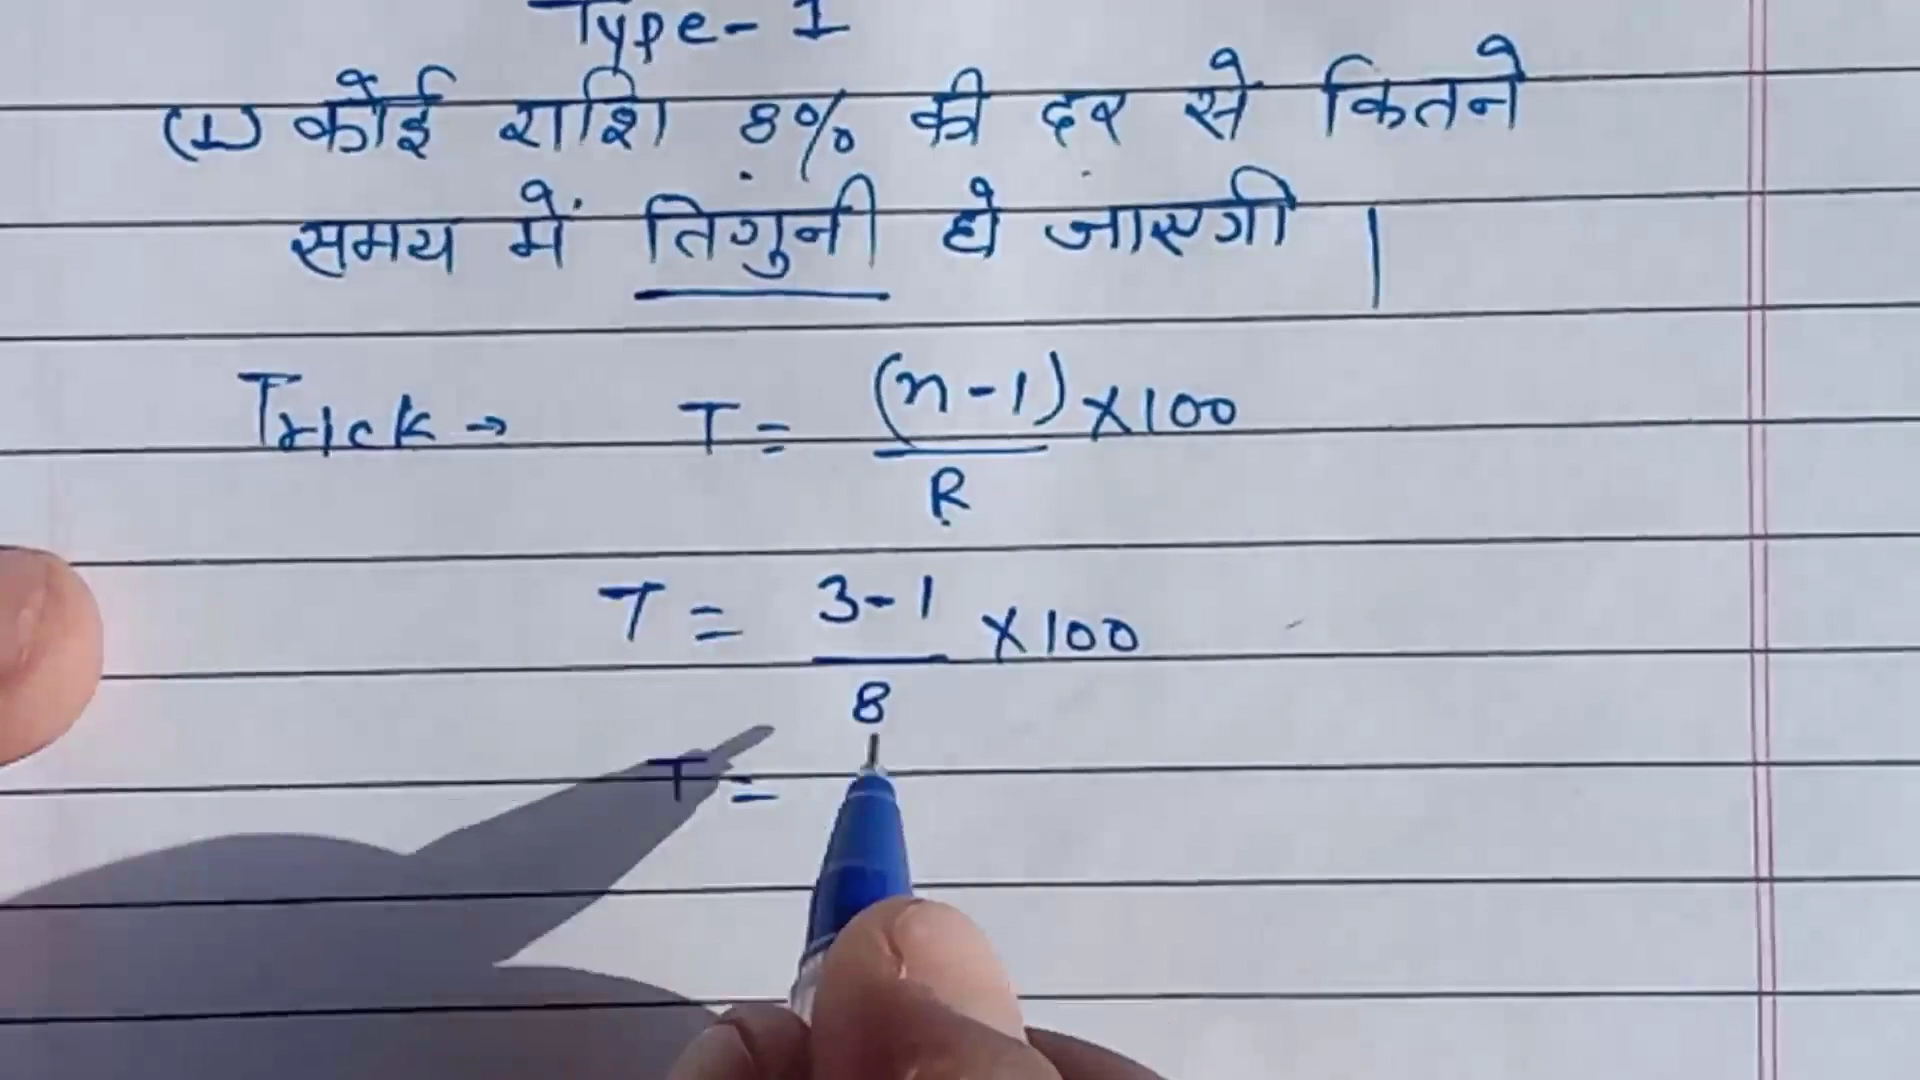 Type- 1
(1) कोई राशि 8% की दर से कितने
समय में तिगुनी हो जाएगी |
Trick → T = (n-1)/R ×100
T = 3-1/8 ×100
T =